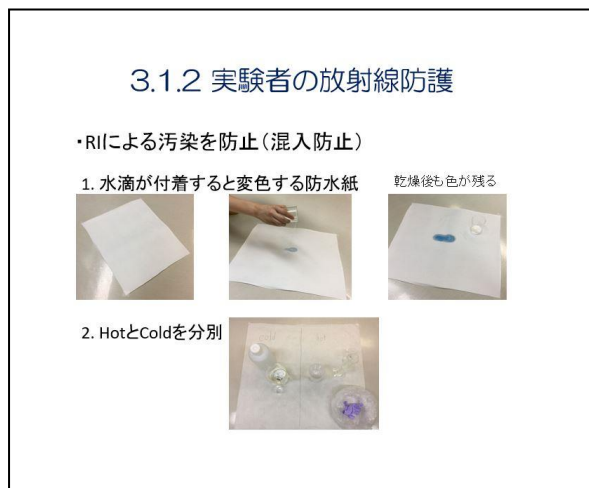 3.1.2 実験者の放射線防護
・RIによる汚染を防止(混入防止)
1. 水滴が付着すると変色する防水紙
乾燥後も色が残る
2. HotとColdを分別